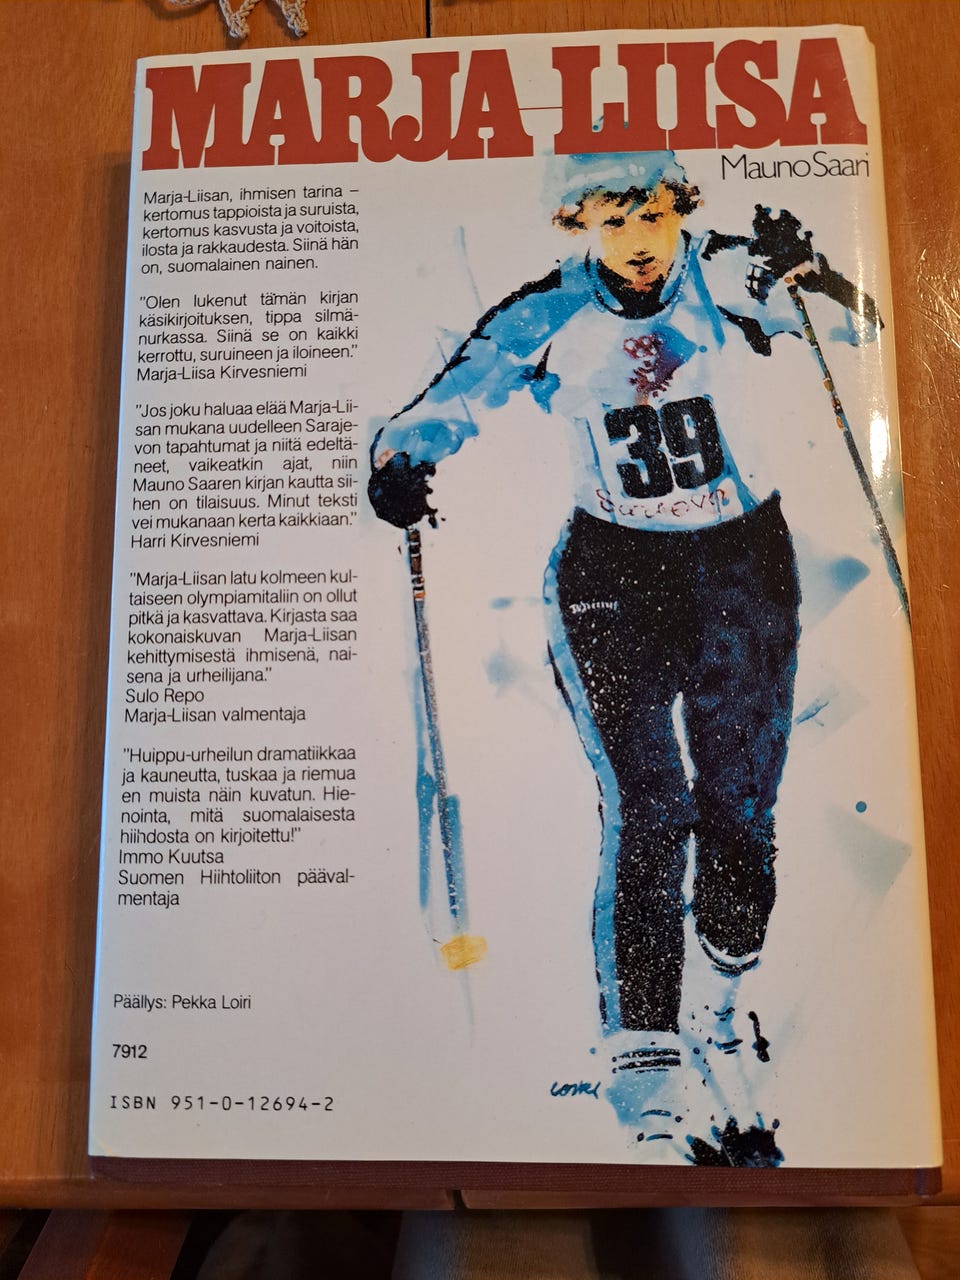 MARJA-LIISA
Mauno Saari
Marja-Liisan, ihmisen tarina –
kertomus tappioista ja suruista,
kertomus kasvusta ja voitoista,
ilosta ja rakkaudesta. Siinä hän
on, suomalainen nainen.
"Olen lukenut tämän kirjan
käsikirjoituksen, tippa silmä-
nurkassa. Siinä se on kaikki
kerrottu, suruineen ja iloineen."
Marja-Liisa Kirvesniemi
"Jos joku haluaa elää Marja-Lii-
san mukana uudelleen Saraje-
von tapahtumat ja niitä edeltä-
neet, vaikeatkin ajat, niin
Mauno Saaren kirjan kautta sii-
hen on tilaisuus. Minut teksti
vei mukanaan kerta kaikkiaan."
Harri Kirvesniemi
"Marja-Liisan latu kolmeen kul-
taiseen olympiamitaliin on ollut
pitkä ja kasvattava. Kirjasta saa
kokonaiskuvan Marja-Liisan
kehittymisestä ihmisenä, nai-
sena ja urheilijana."
Sulo Repo
Marja-Liisan valmentaja
"Huippu-urheilun dramatiikkaa
ja kauneutta, tuskaa ja riemua
en muista näin kuvatun. Hie-
nointa, mitä suomalaisesta
hiihdosta on kirjoitettu!"
Immo Kuutsa
Suomen Hiihtoliiton pääval-
mentaja
Päällys: Pekka Loiri
7912
ISBN 951-0-12694-2
39